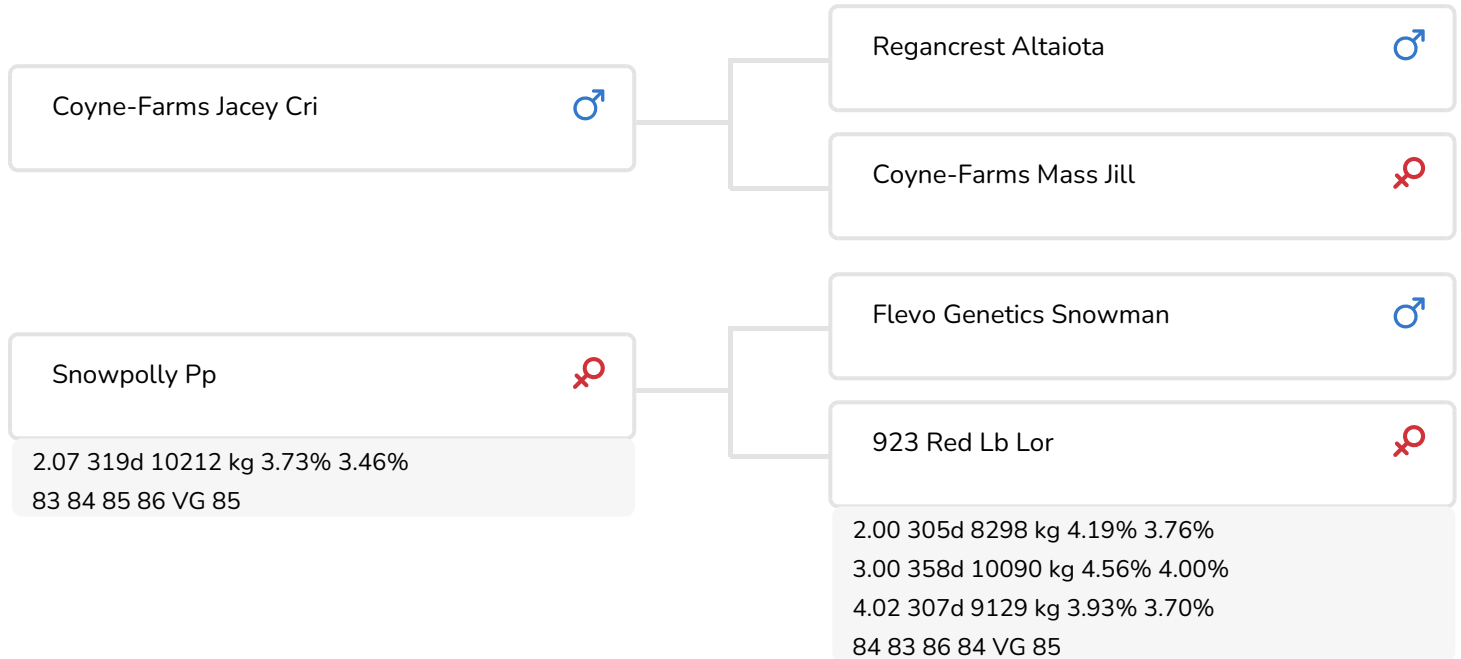 Coyne-Farms Jacey Cri
Regancrest Altaiota
Coyne-Farms Mass Jill
Snowpolly Pp
2.07 319d 10212 kg 3.73% 3.46%
83 84 85 86 VG 85
Flevo Genetics Snowman
923 Red Lb Lor
2.00 305d 8298 kg 4.19% 3.76%
3.00 358d 10090 kg 4.56% 4.00%
4.02 307d 9129 kg 3.93% 3.70%
84 83 86 84 VG 85